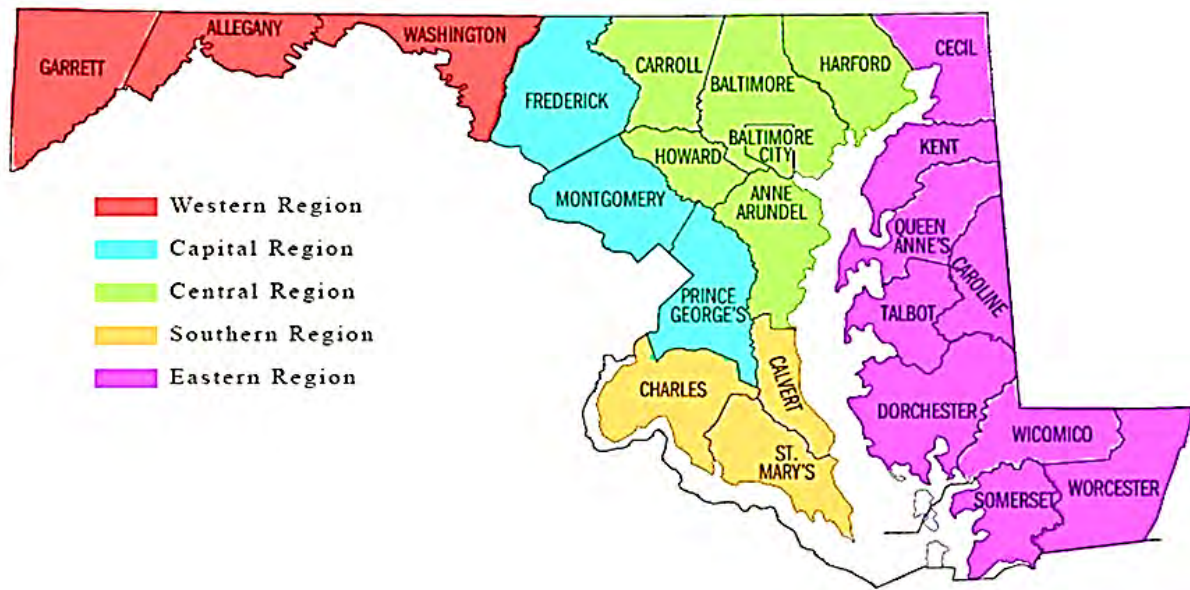 GARRETT
ALLEGANY
WASHINGTON
FREDERICK
CARROLL
BALTIMORE
HARFORD
CECIL
BALTIMORE
CITY
HOWARD
KENT
MONTGOMERY
ANNE
ARUNDEL
QUEEN
ANNE'S
CAROLINE
PRINCE
GEORGE'S
TALBOT
CHARLES
CALVERT
DORCHESTER
WICOMICO
ST.
MARY'S
SOMERSET
WORCESTER
Western Region
Capital Region
Central Region
Southern Region
Eastern Region